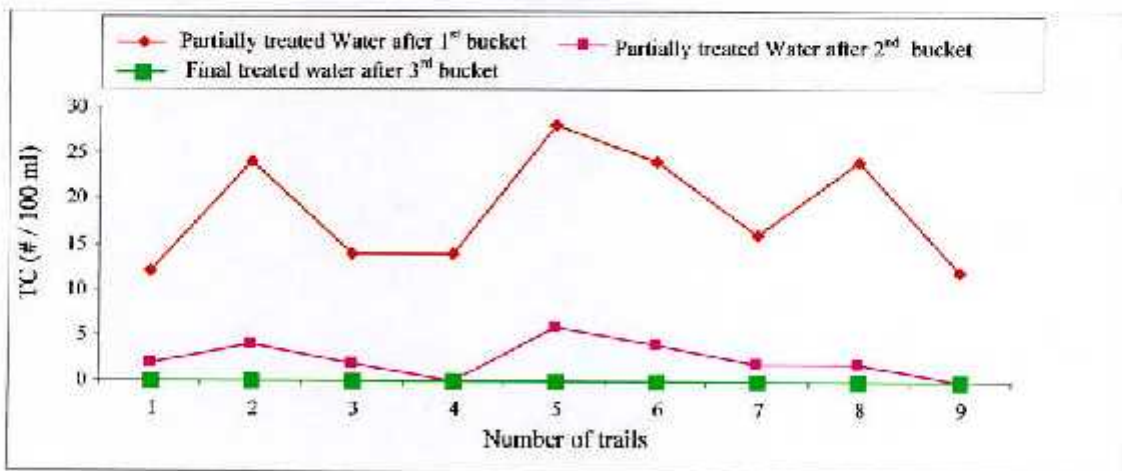 Partially treated Water after 1st bucket
Partially treated Water after 2nd bucket
Final treated water after 3rd bucket
30
25
20
15
10
5
0
TC (# / 100 ml)
1 2 3 4 5 6 7 8 9
Number of trails